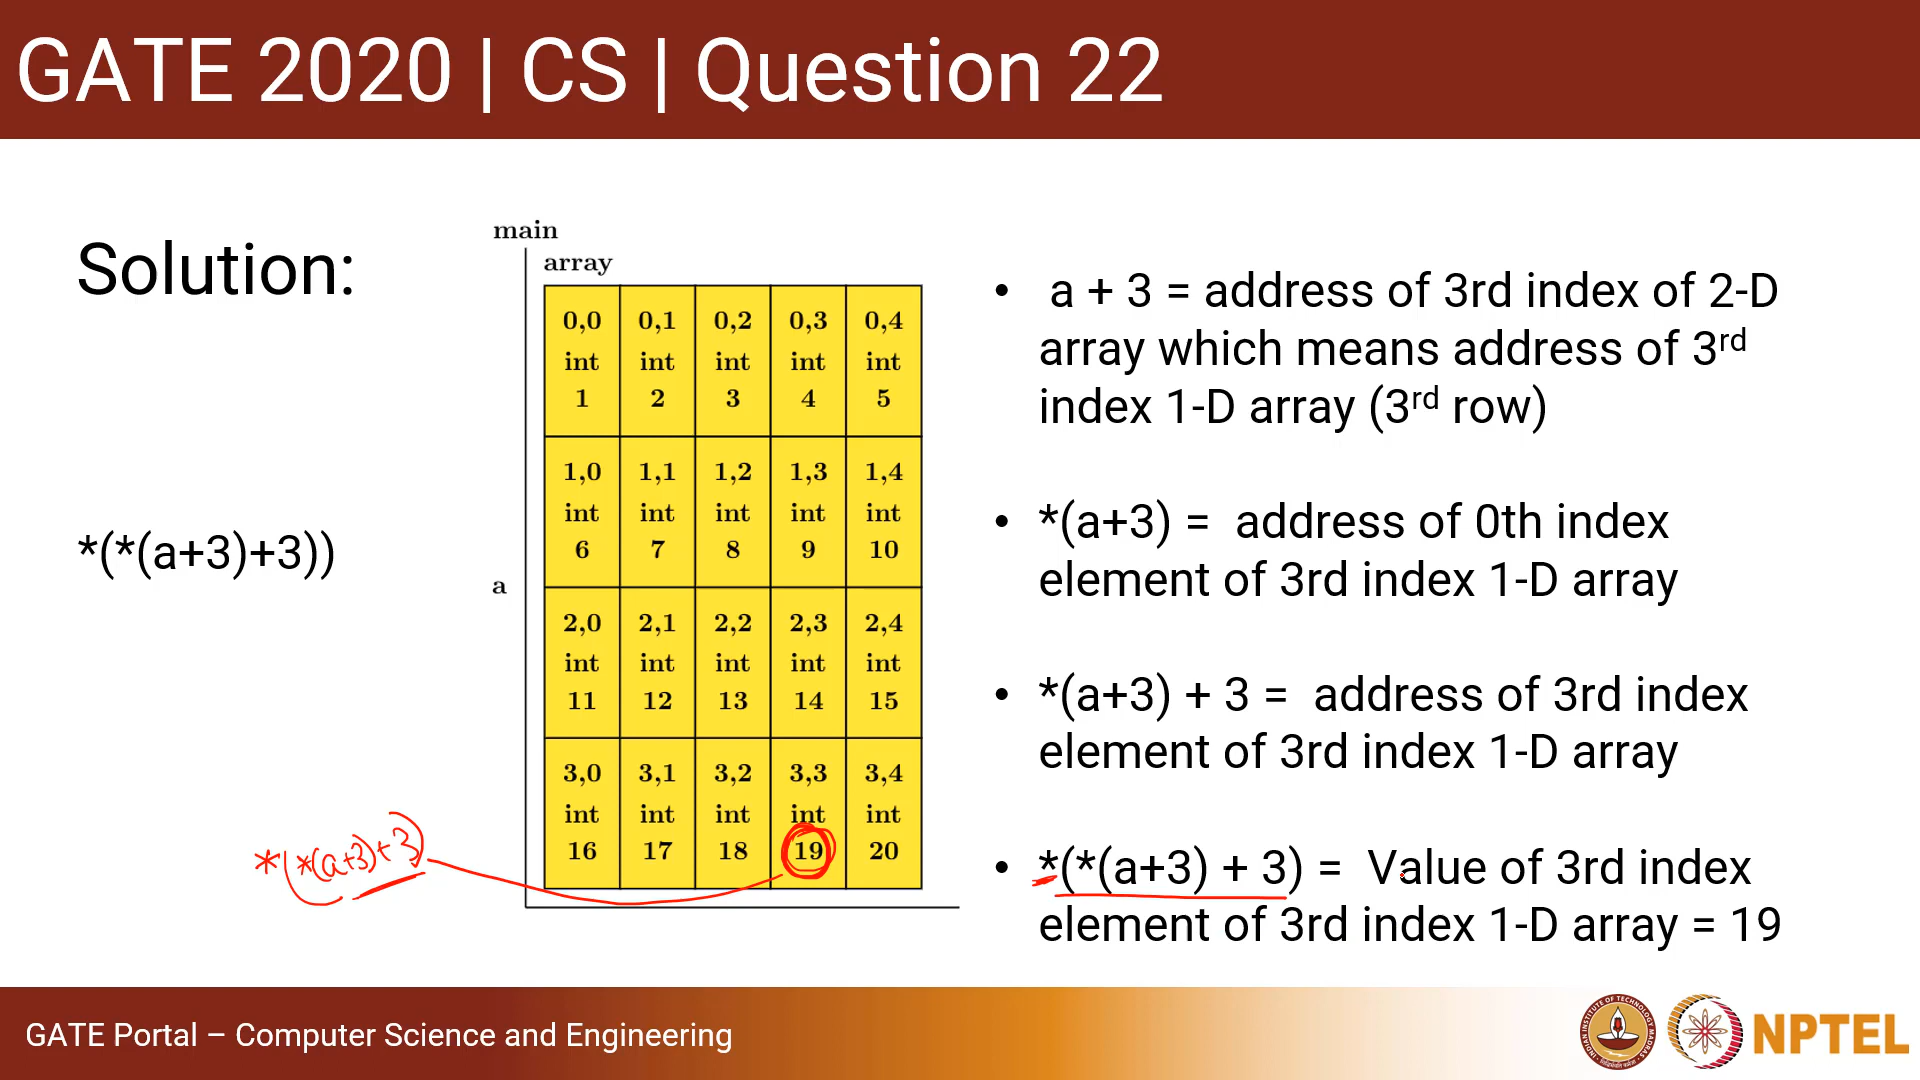 GATE 2020 | CS | Question 22
Solution:
*(*(a+3)+3))
main
array
a
0,0 0,1 0,2 0,3 0,4
int int int int int
1 2 3 4 5
1,0 1,1 1,2 1,3 1,4
int int int int int
6 7 8 9 10
2,0 2,1 2,2 2,3 2,4
int int int int int
11 12 13 14 15
3,0 3,1 3,2 3,3 3,4
int int int int int
16 17 18 19 20
*(*(a+3)+3)
• a + 3 = address of 3rd index of 2-D
array which means address of 3rd
index 1-D array (3rd row)
• *(a+3) = address of 0th index
element of 3rd index 1-D array
• *(a+3) + 3 = address of 3rd index
element of 3rd index 1-D array
• *(*(a+3) + 3) = Value of 3rd index
element of 3rd index 1-D array = 19
GATE Portal – Computer Science and Engineering
NPTEL